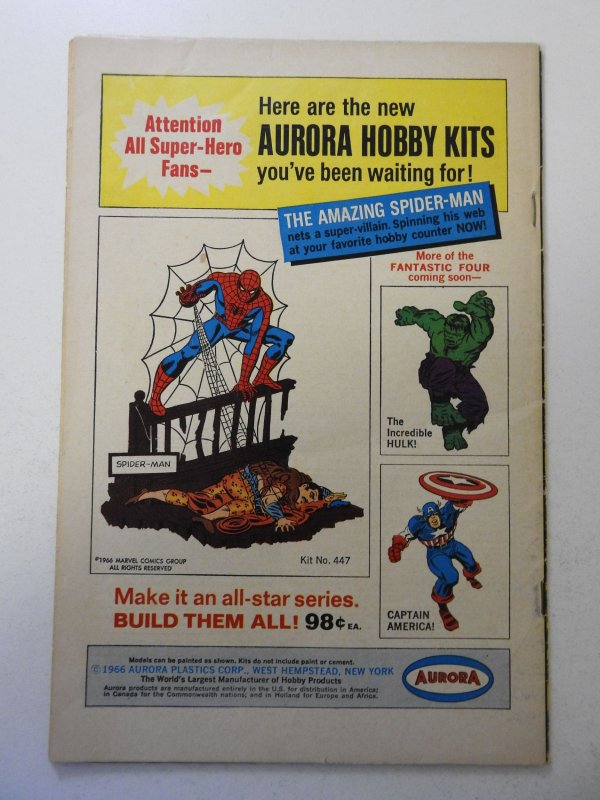 Attention
All Super-Hero
Fans—
Here are the new
AURORA HOBBY KITS
you've been waiting for!
THE AMAZING SPIDER-MAN
nets a super-villain. Spinning his web
at your favorite hobby counter NOW!
More of the
FANTASTIC FOUR
coming soon—
The
Incredible
HULK!
SPIDER-MAN
©1966 MARVEL COMICS GROUP
ALL RIGHTS RESERVED
Kit No. 447
CAPTAIN
AMERICA!
Make it an all-star series.
BUILD THEM ALL! 98¢ EA.
Models can be painted as shown. Kits do not include paint or cement.
© 1966 AURORA PLASTICS CORP., WEST HEMPSTEAD, NEW YORK
The World's Largest Manufacturer of Hobby Products
Aurora products are manufactured entirely in the U.S. for distribution in America;
in Canada for the Commonwealth nations; and in Holland for Europe and Africa.
AURORA